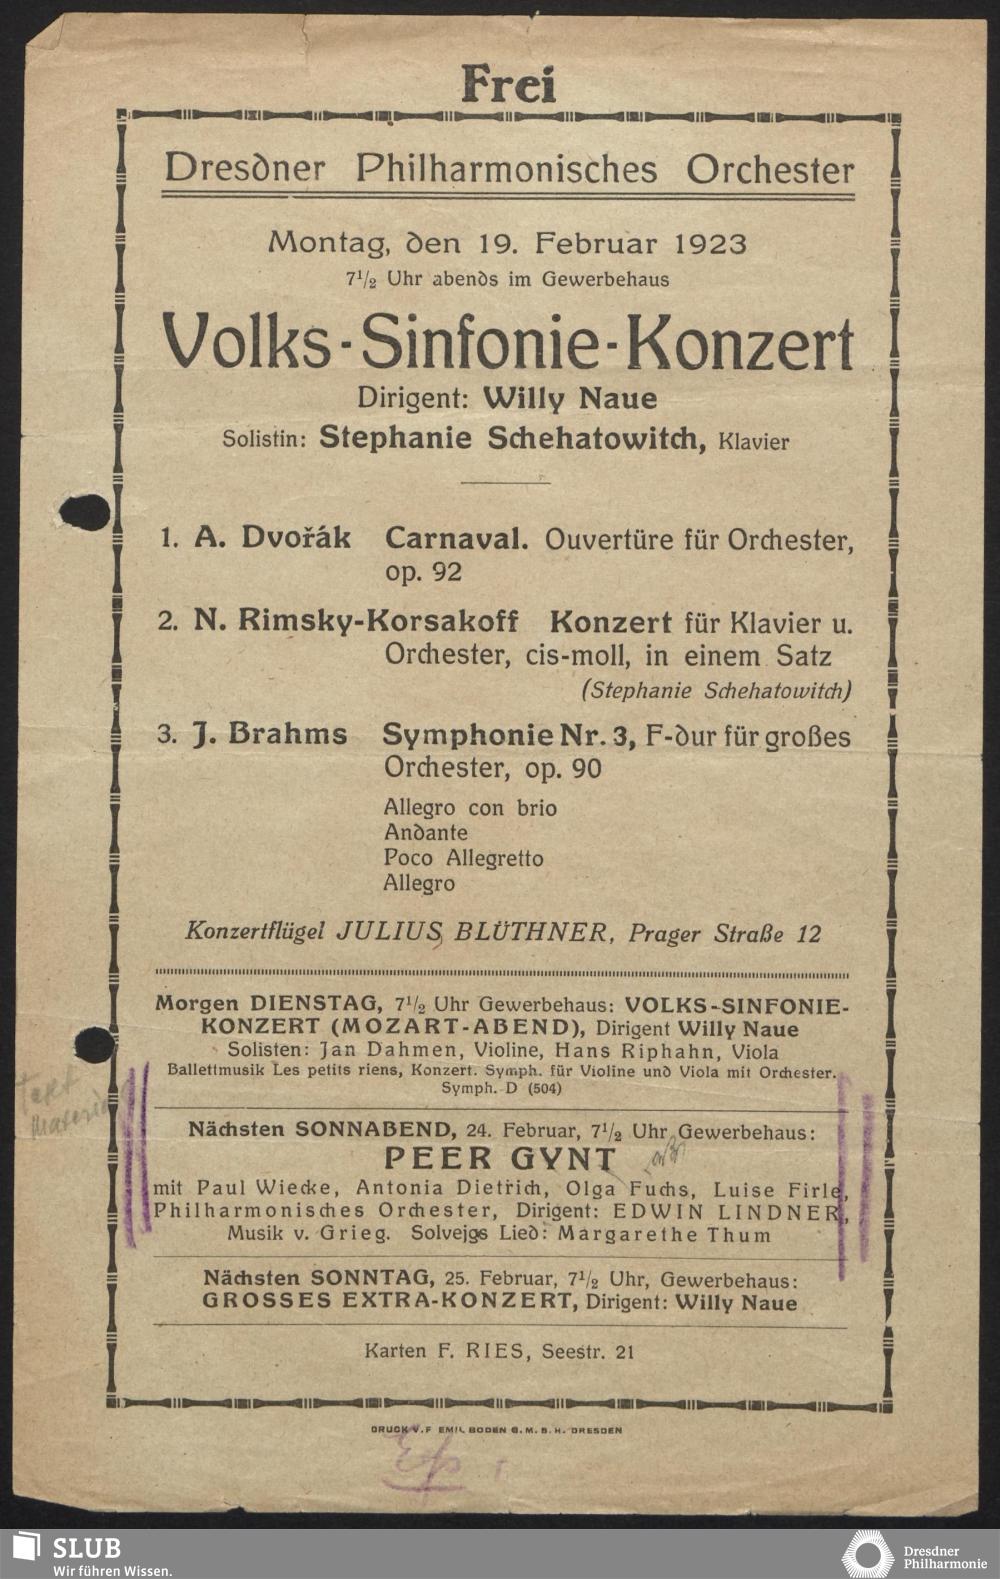 Frei
Dresdner Philharmonisches Orchester
Montag, den 19. Februar 1923
7½ Uhr abends im Gewerbehaus
Volks-Sinfonie-Konzert
Dirigent: Willy Naue
Solistin: Stephanie Schehatowitch, Klavier
1. A. Dvořák Carnaval. Ouvertüre für Orchester,
op. 92
2. N. Rimsky-Korsakoff Konzert für Klavier u.
Orchester, cis-moll, in einem Satz
(Stephanie Schehatowitch)
3. J. Brahms Symphonie Nr. 3, F-dur für großes
Orchester, op. 90
Allegro con brio
Andante
Poco Allegretto
Allegro
Konzertflügel JULIUS BLÜTHNER, Prager Straße 12
Morgen DIENSTAG, 7½ Uhr Gewerbehaus: VOLKS-SINFONIE-
KONZERT (MOZART-ABEND), Dirigent Willy Naue
Solisten: Jan Dahmen, Violine, Hans Riphahn, Viola
Ballettmusik Les petits riens, Konzert. Symph. für Violine und Viola mit Orchester.
Symph. D (504)
Text
Nächsten SONNABEND, 24. Februar, 7½ Uhr Gewerbehaus:
PEER GYNT
mit Paul Wiecke, Antonia Dietrich, Olga Fuchs, Luise Firle,
Philharmonisches Orchester, Dirigent: EDWIN LINDNER,
Musik v. Grieg. Solvejgs Lied: Margarethe Thum
Nächsten SONNTAG, 25. Februar, 7½ Uhr, Gewerbehaus:
GROSSES EXTRA-KONZERT, Dirigent: Willy Naue
Karten F. RIES, Seestr. 21
DRUCK V. F EMIL BODEN G. M. B. H. DRESDEN
SLUB
Wir führen Wissen.
Dresdner
Philharmonie